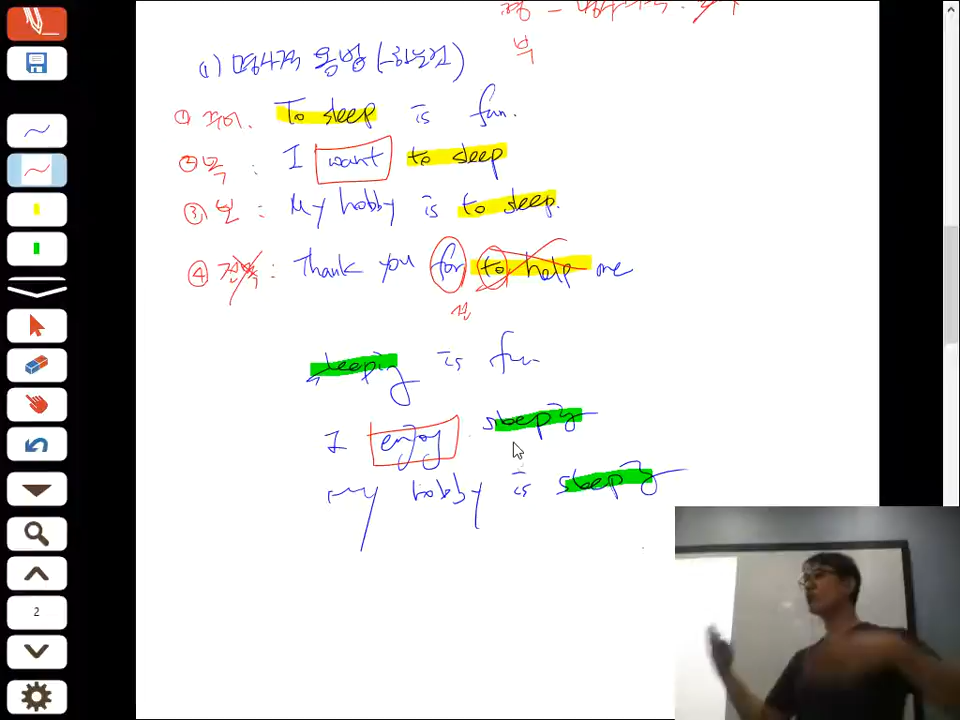 부
(1) 명사적 용법 (~하는것)
① 주어. To sleep is fun.
② 목 : I want to sleep
③ 보 : My hobby is to sleep.
④ 전목 : Thank you for to help me
전
sleeping is fun
I enjoy sleeping
my hobby is sleeping
2